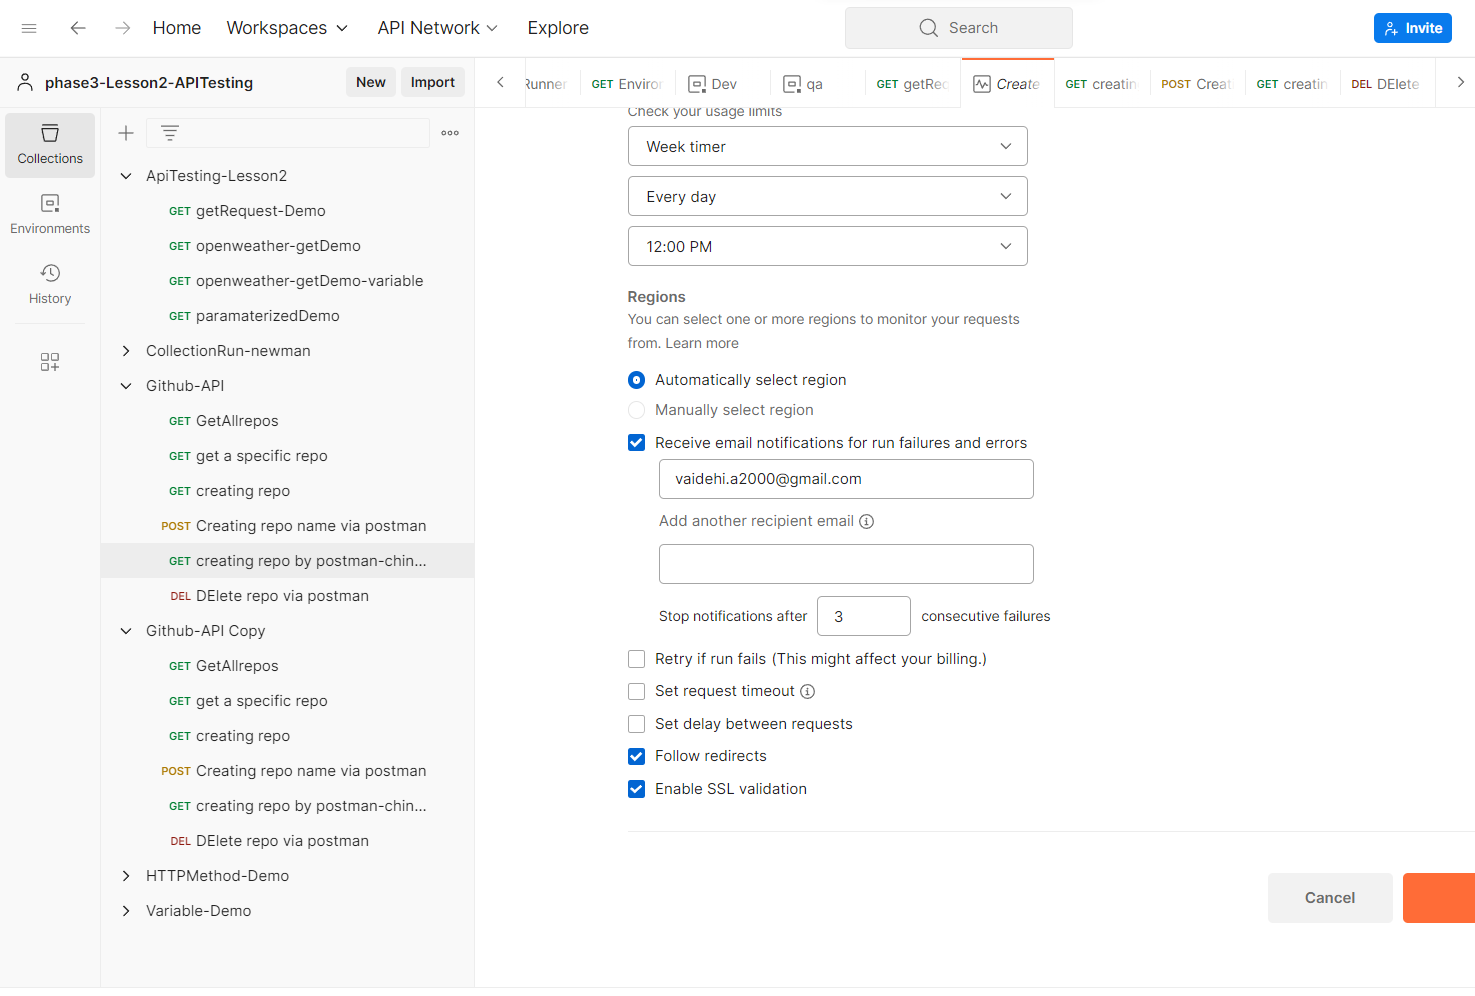 Home Workspaces API Network Explore Search Invite
phase3-Lesson2-APITesting New Import
Runner GET Environ Dev qa GET getRec Create GET creatin POST Creat GET creatin DEL DElete
Collections
Environments
History
ApiTesting-Lesson2
GET getRequest-Demo
GET openweather-getDemo
GET openweather-getDemo-variable
GET paramaterizedDemo
CollectionRun-newman
Github-API
GET GetAllrepos
GET get a specific repo
GET creating repo
POST Creating repo name via postman
GET creating repo by postman-chin...
DEL DElete repo via postman
Github-API Copy
GET GetAllrepos
GET get a specific repo
GET creating repo
POST Creating repo name via postman
GET creating repo by postman-chin...
DEL DElete repo via postman
HTTPMethod-Demo
Variable-Demo
Check your usage limits
Week timer
Every day
12:00 PM
Regions
You can select one or more regions to monitor your requests
from. Learn more
Automatically select region
Manually select region
Receive email notifications for run failures and errors
vaidehi.a2000@gmail.com
Add another recipient email
Stop notifications after 3 consecutive failures
Retry if run fails (This might affect your billing.)
Set request timeout
Set delay between requests
Follow redirects
Enable SSL validation
Cancel